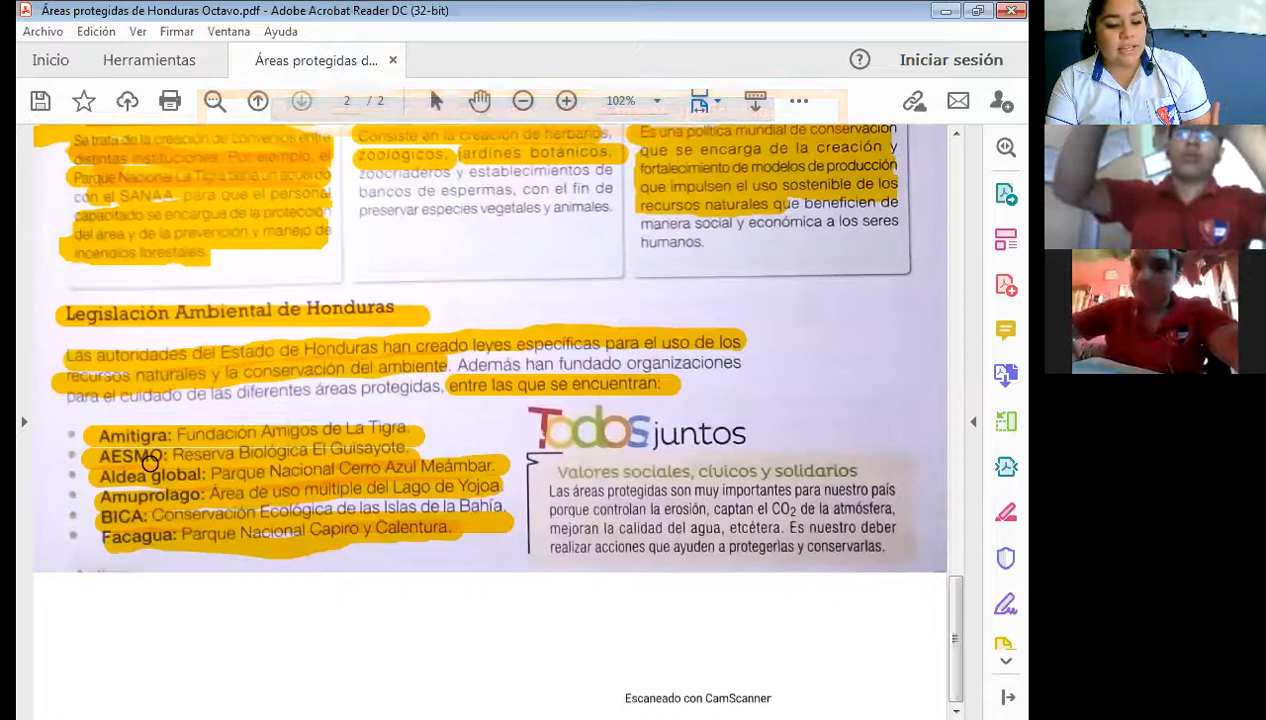 Áreas protegidas de Honduras Octavo.pdf - Adobe Acrobat Reader DC (32-bit)
Archivo Edición Ver Firmar Ventana Ayuda
Inicio Herramientas Áreas protegidas d... × Iniciar sesión
2 / 2 102%
Se trata de la creación de convenios entre
distintas instituciones. Por ejemplo, el
Parque Nacional La Tigra tiene un acuerdo
con el SANAA, para que el personal
capacitado se encargue de la protección
del área y de la prevención y manejo de
incendios forestales.
Consiste en la creación de herbarios,
zoológicos, jardines botánicos,
zoocriaderos y establecimientos de
bancos de espermas, con el fin de
preservar especies vegetales y animales.
Es una política mundial de conservación
que se encarga de la creación y
fortalecimiento de modelos de producción
que impulsen el uso sostenible de los
recursos naturales que beneficien de
manera social y económica a los seres
humanos.
Legislación Ambiental de Honduras
Las autoridades del Estado de Honduras han creado leyes específicas para el uso de los
recursos naturales y la conservación del ambiente. Además han fundado organizaciones
para el cuidado de las diferentes áreas protegidas, entre las que se encuentran:
• Amitigra: Fundación Amigos de La Tigra.
• AESMO: Reserva Biológica El Guisayote.
• Aldea global: Parque Nacional Cerro Azul Meámbar.
• Amuprolago: Área de uso múltiple del Lago de Yojoa.
• BICA: Conservación Ecológica de las Islas de la Bahía.
• Facagua: Parque Nacional Capiro y Calentura.
Todos juntos
Valores sociales, cívicos y solidarios
Las áreas protegidas son muy importantes para nuestro país
porque controlan la erosión, captan el CO2 de la atmósfera,
mejoran la calidad del agua, etcétera. Es nuestro deber
realizar acciones que ayuden a protegerlas y conservarlas.
Escaneado con CamScanner